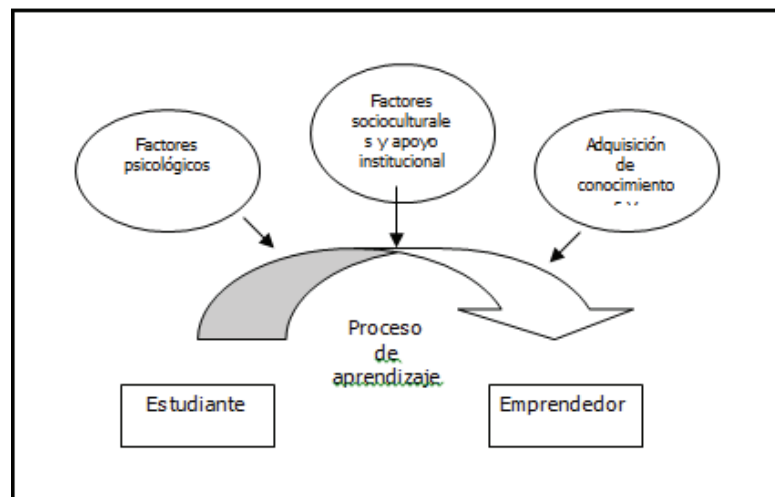 Factores
psicológicos
Factores
socioculturale
s y apoyo
institucional
Adquisición
de
conocimiento
s y
Proceso
de
aprendizaje
Estudiante
Emprendedor